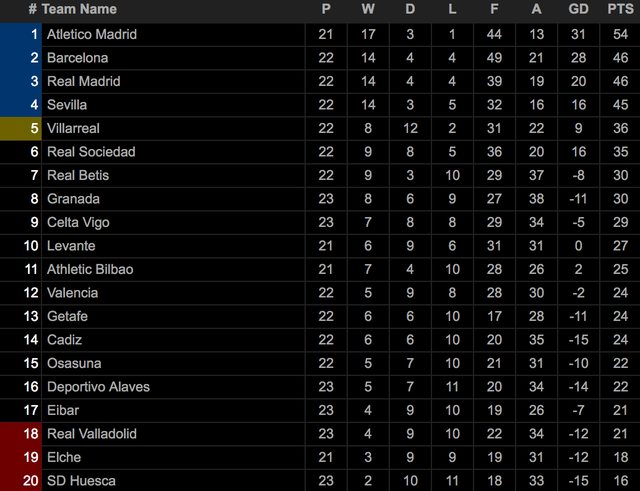 # Team Name P W D L F A GD PTS
1 Atletico Madrid 21 17 3 1 44 13 31 54
2 Barcelona 22 14 4 4 49 21 28 46
3 Real Madrid 22 14 4 4 39 19 20 46
4 Sevilla 22 14 3 5 32 16 16 45
5 Villarreal 22 8 12 2 31 22 9 36
6 Real Sociedad 22 9 8 5 36 20 16 35
7 Real Betis 22 9 3 10 29 37 -8 30
8 Granada 23 8 6 9 27 38 -11 30
9 Celta Vigo 23 7 8 8 29 34 -5 29
10 Levante 21 6 9 6 31 31 0 27
11 Athletic Bilbao 21 7 4 10 28 26 2 25
12 Valencia 22 5 9 8 28 30 -2 24
13 Getafe 22 6 6 10 17 28 -11 24
14 Cadiz 22 6 6 10 20 35 -15 24
15 Osasuna 22 5 7 10 21 31 -10 22
16 Deportivo Alaves 23 5 7 11 20 34 -14 22
17 Eibar 23 4 9 10 19 26 -7 21
18 Real Valladolid 23 4 9 10 22 34 -12 21
19 Elche 21 3 9 9 19 31 -12 18
20 SD Huesca 23 2 10 11 18 33 -15 16